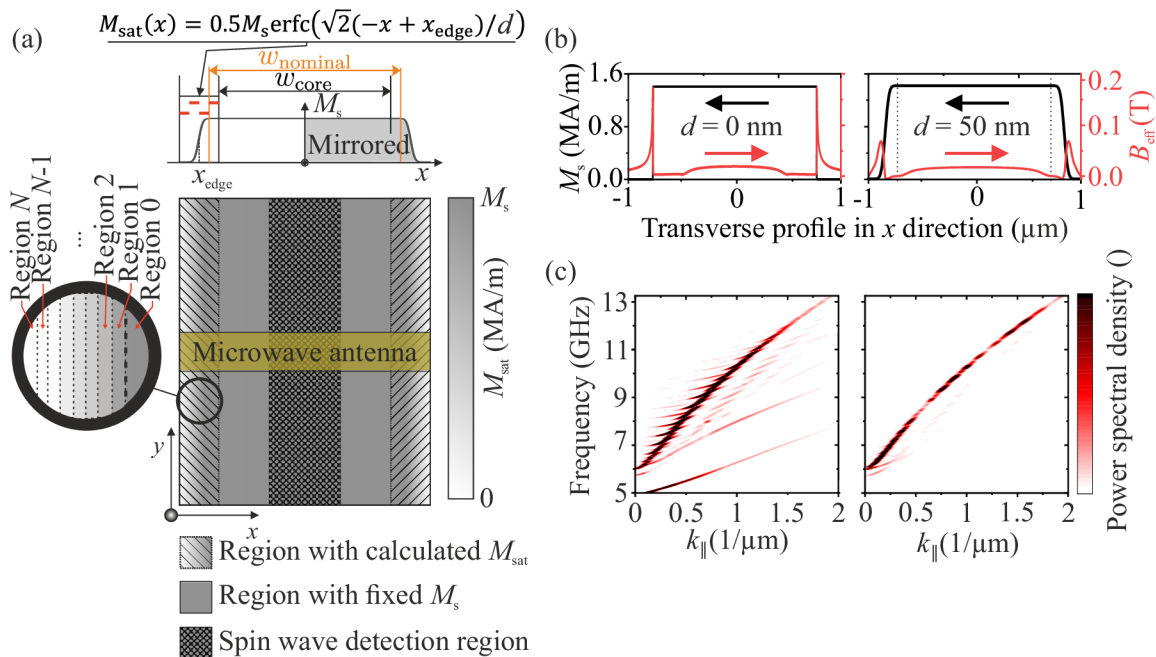 (a)
M_sat(x) = 0.5M_s erfc(√2(-x + x_edge)/d)
w_nominal
w_core
M_s
Mirrored
x_edge
x
Region N
Region N-1
...
Region 2
Region 1
Region 0
Microwave antenna
y
x
M_s
M_sat (MA/m)
0
Region with calculated M_sat
Region with fixed M_s
Spin wave detection region
(b)
M_s (MA/m)
1.6
1.2
0.8
0.4
0.0
d = 0 nm
d = 50 nm
0.2
0.1
0.0
B_eff (T)
-1 0 1 -1 0 1
Transverse profile in x direction (μm)
(c)
Frequency (GHz)
13
11
9
7
5
0 0.5 1 1.5 2 0 0.5 1 1.5 2
k_∥(1/μm) k_∥(1/μm)
Power spectral density ()